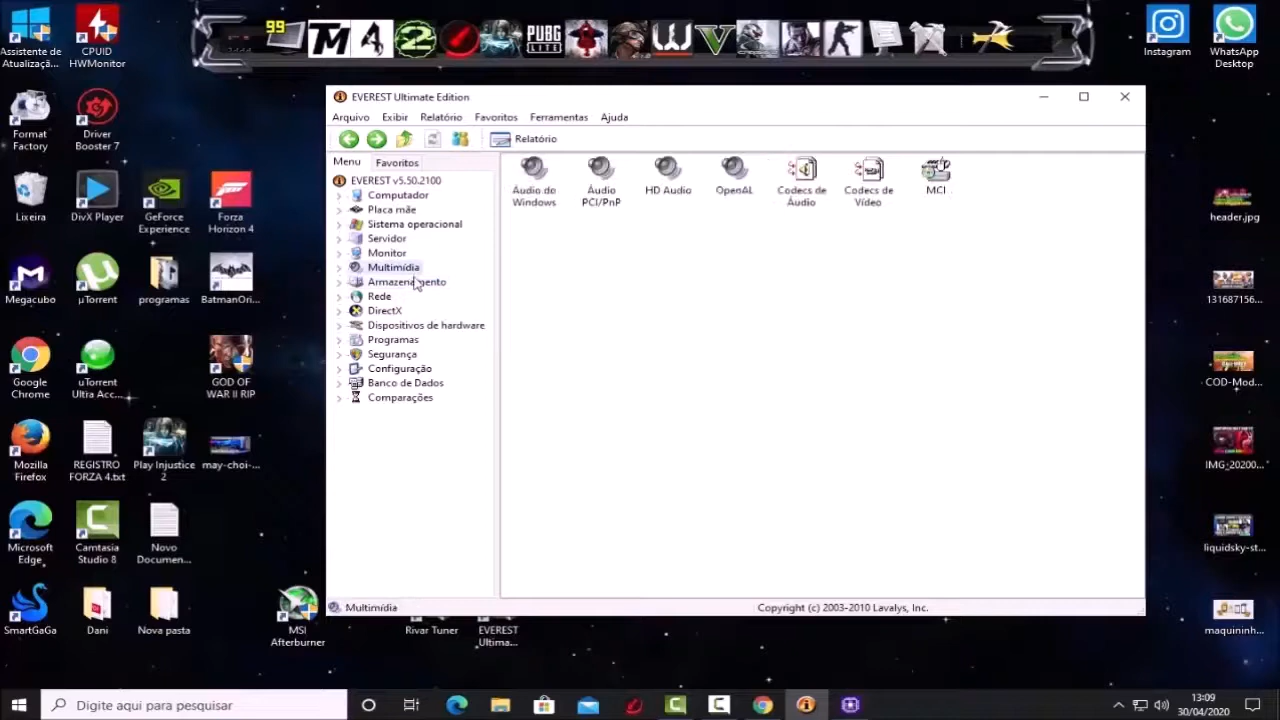 99
PUBG
LITE
Assistente de
Atualizaçã...
CPUID
HWMonitor
Instagram
WhatsApp
Desktop
Format
Factory
Driver
Booster 7
Lixeira
DivX Player
GeForce
Experience
Forza
Horizon 4
Megacubo
µTorrent
programas
BatmanOri...
Google
Chrome
uTorrent
Ultra Acc...
GOD OF
WAR II RIP
Mozilla
Firefox
REGISTRO
FORZA 4.txt
Play Injustice
2
may-choi-...
Microsoft
Edge
Camtasia
Studio 8
Novo
Documen...
SmartGaGa
Dani
Nova pasta
MSI
Afterburner
Rivar Tuner
EVEREST
Ultima...
header.jpg
131687156...
COD-Mod...
IMG_20200...
liquidsky-st...
maquininh...
EVEREST Ultimate Edition
Arquivo Exibir Relatório Favoritos Ferramentas Ajuda
Relatório
Menu Favoritos
EVEREST v5.50.2100
Computador
Placa mãe
Sistema operacional
Servidor
Monitor
Multimídia
Armazenamento
Rede
DirectX
Dispositivos de hardware
Programas
Segurança
Configuração
Banco de Dados
Comparações
Áudio do
Windows
Áudio
PCI/PnP
HD Audio
OpenAL
Codecs de
Áudio
Codecs de
Vídeo
MCI
Multimídia
Copyright (c) 2003-2010 Lavalys, Inc.
Digite aqui para pesquisar
13:09
30/04/2020